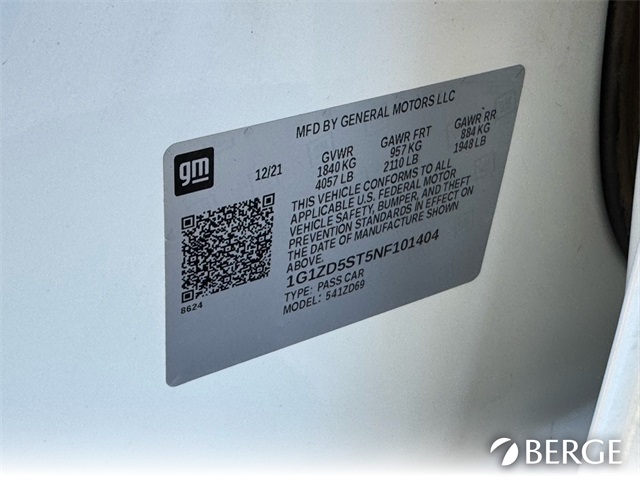 MFD BY GENERAL MOTORS LLC
gm
12/21
GVWR GAWR FRT GAWR RR
1840 KG 957 KG 884 KG
4057 LB 2110 LB 1948 LB
THIS VEHICLE CONFORMS TO ALL
APPLICABLE U.S. FEDERAL MOTOR
VEHICLE SAFETY, BUMPER, AND THEFT
PREVENTION STANDARDS IN EFFECT ON
THE DATE OF MANUFACTURE SHOWN
ABOVE.
1G1ZD5ST5NF101404
TYPE: PASS CAR
MODEL: 541ZD69
8624
BERGE